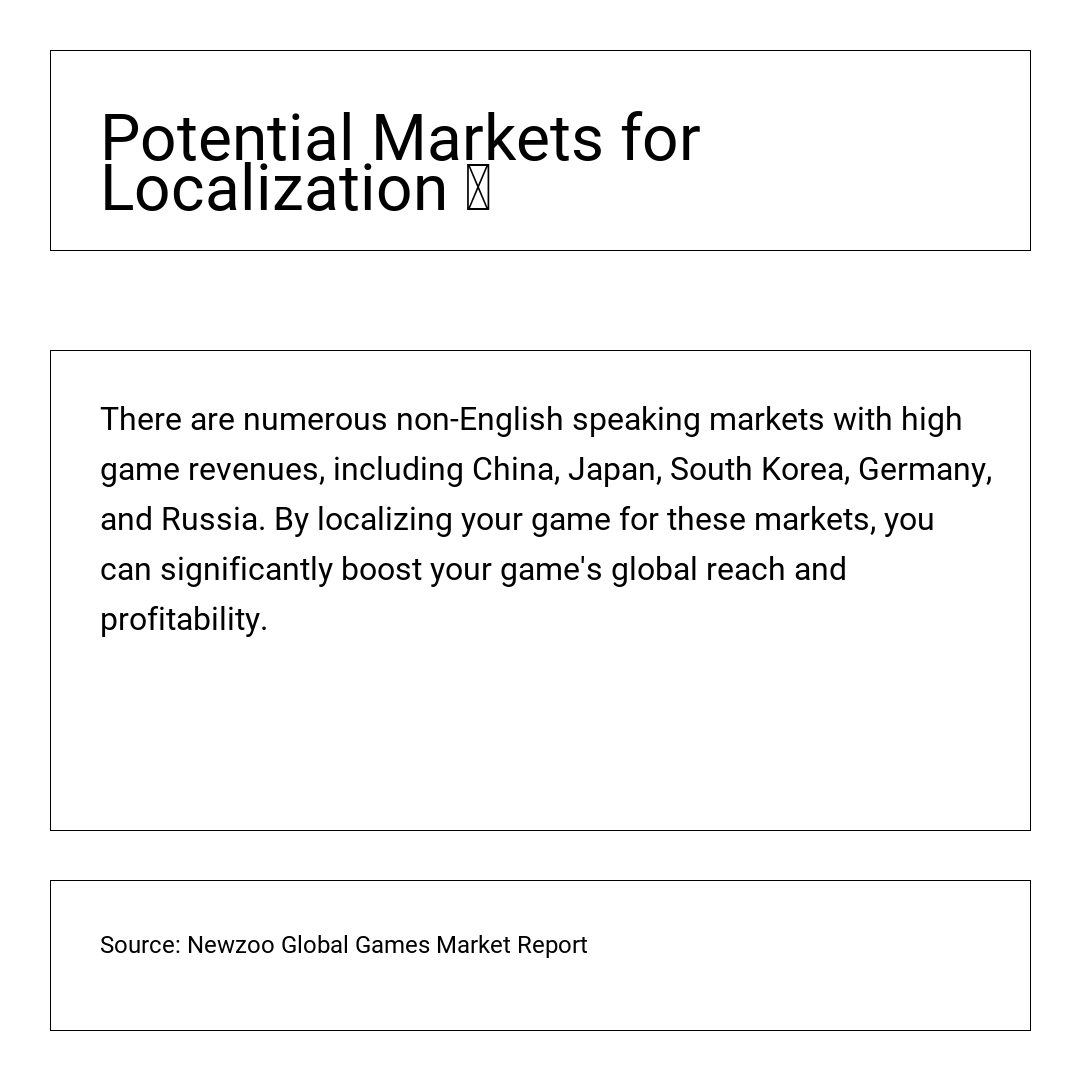 Potential Markets for
Localization
There are numerous non-English speaking markets with high
game revenues, including China, Japan, South Korea, Germany,
and Russia. By localizing your game for these markets, you
can significantly boost your game's global reach and
profitability.
Source: Newzoo Global Games Market Report